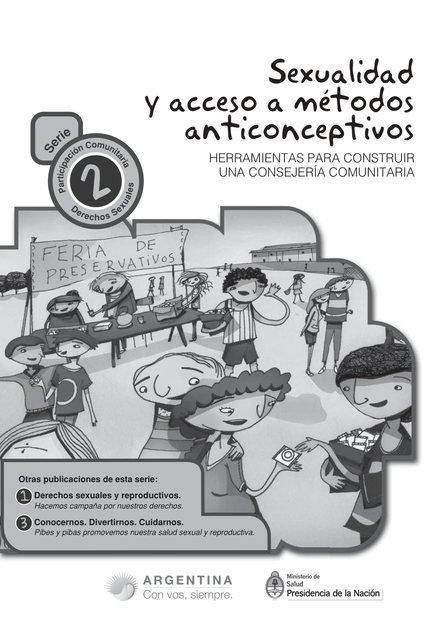 Sexualidad
y acceso a métodos
anticonceptivos
HERRAMIENTAS PARA CONSTRUIR
UNA CONSEJERÍA COMUNITARIA
Serie
Participación Comunitaria
2
Derechos Sexuales
FERIA DE
PRESERVATIVOS
Otras publicaciones de esta serie:
1 Derechos sexuales y reproductivos.
Hacemos campaña por nuestros derechos.
3 Conocernos. Divertirnos. Cuidarnos.
Pibes y pibas promovemos nuestra salud sexual y reproductiva.
ARGENTINA
Con vos, siempre.
Ministerio de
Salud
Presidencia de la Nación